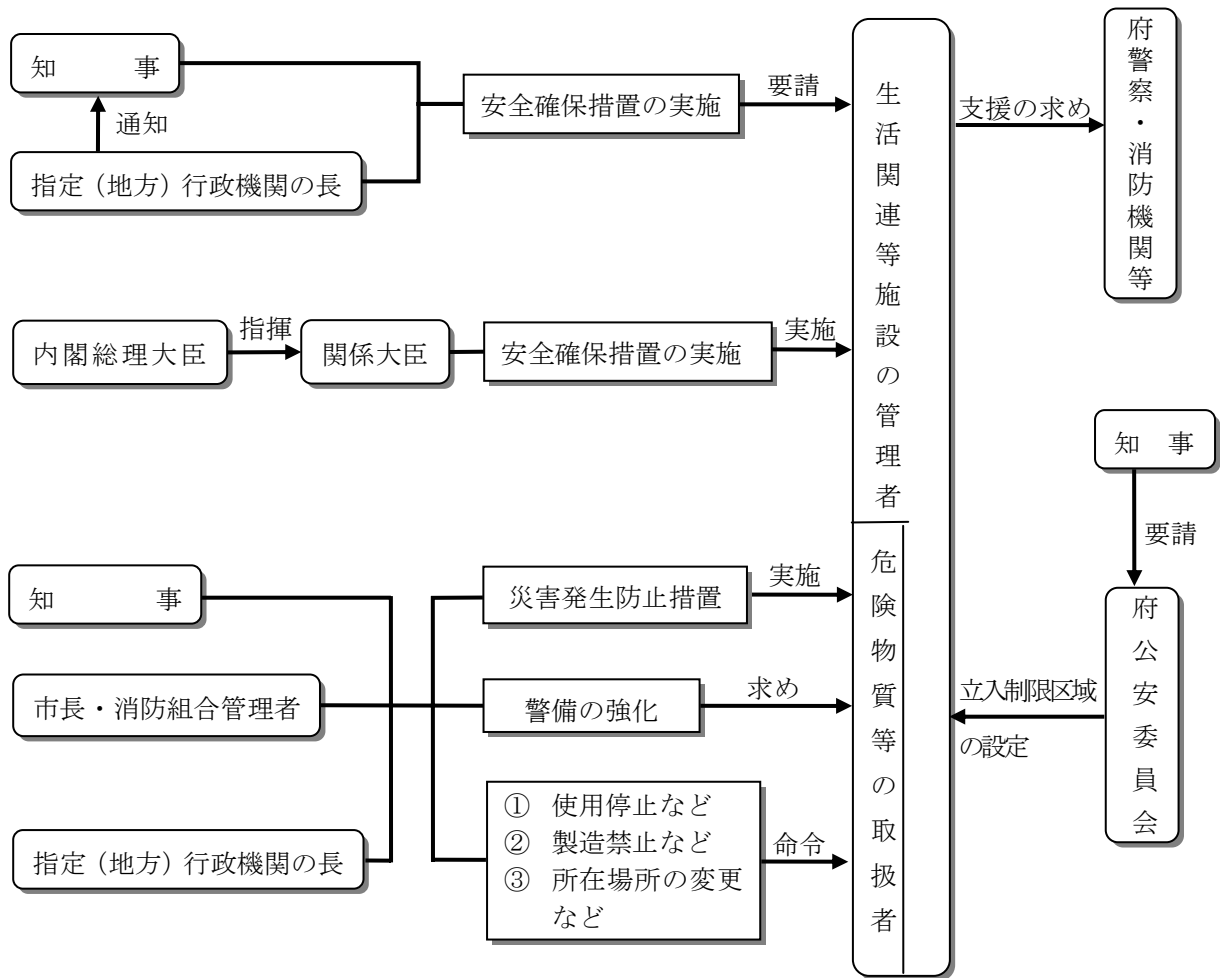 知　　　事
通知
指定（地方）行政機関の長
安全確保措置の実施
要請
内閣総理大臣
指揮
関係大臣
安全確保措置の実施
実施
知　　　事
市長・消防組合管理者
指定（地方）行政機関の長
災害発生防止措置
実施
警備の強化
求め
①　使用停止など
②　製造禁止など
③　所在場所の変更
など
命令
生活関連等施設の管理者
危険物質等の取扱者
支援の求め
府警察・消防機関等
知　事
要請
府公安委員会
立入制限区域
の設定